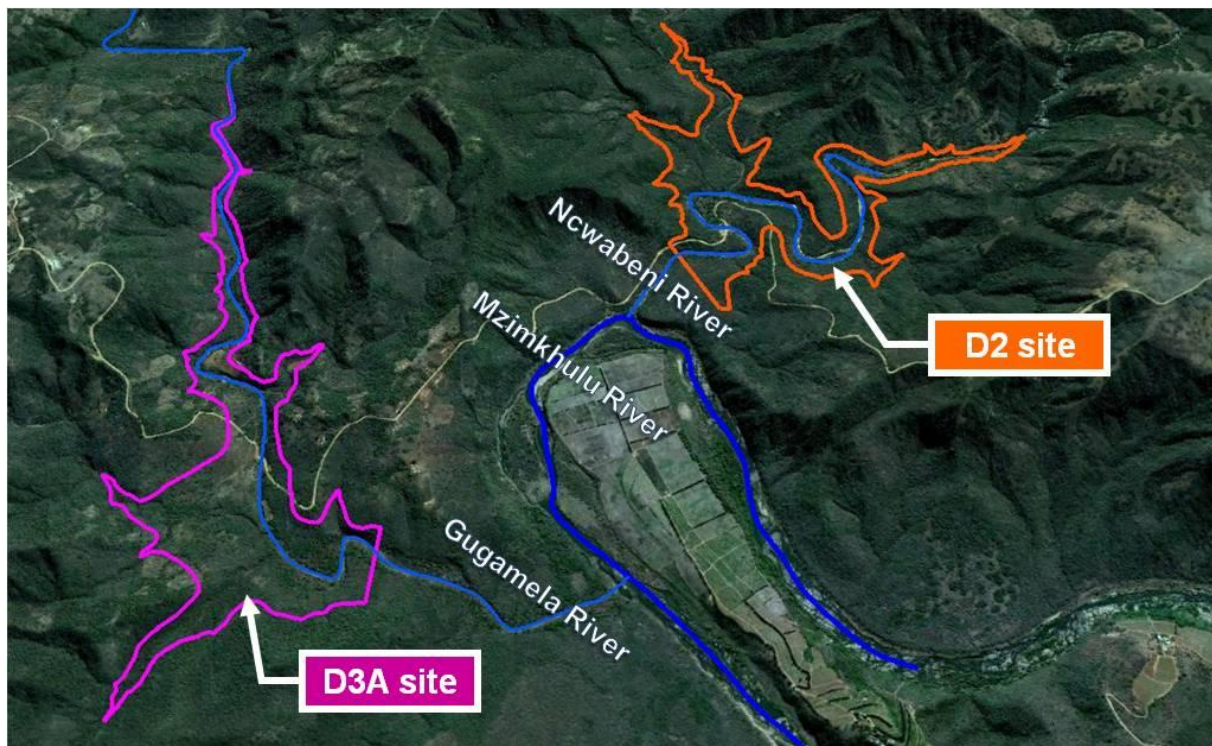 Ncwabeni River
Mzimkhulu River
D2 site
Gugamela River
D3A site